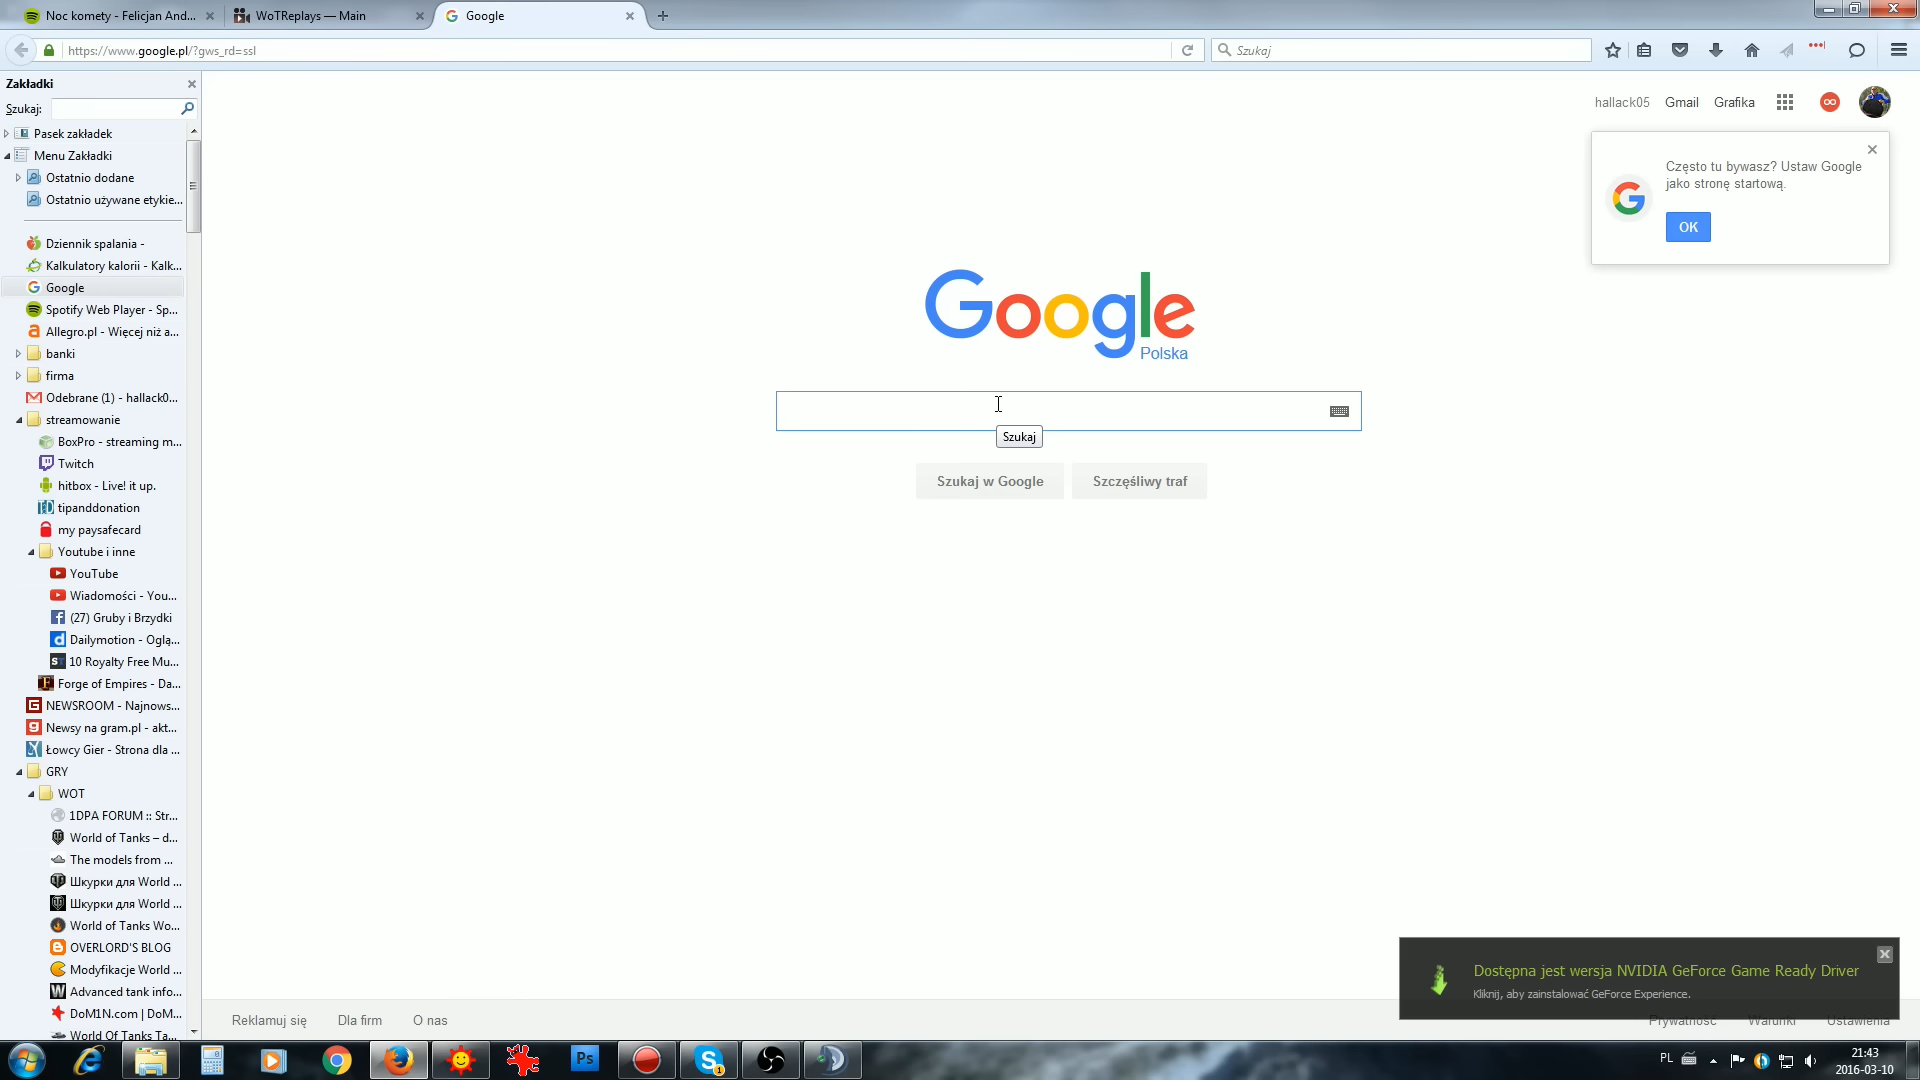 Noc komety - Felicjan And...
WoTReplays — Main
Google
https://www.google.pl/?gws_rd=ssl
Szukaj
Zakładki
Szukaj:
Pasek zakładek
Menu Zakładki
Ostatnio dodane
Ostatnio używane etykie...
Dziennik spalania -
Kalkulatory kalorii - Kalk...
Google
Spotify Web Player - Sp...
Allegro.pl - Więcej niż a...
banki
firma
Odebrane (1) - hallack0...
streamowanie
BoxPro - streaming m...
Twitch
hitbox - Live! it up.
tipanddonation
my paysafecard
Youtube i inne
YouTube
Wiadomości - You...
(27) Gruby i Brzydki
Dailymotion - Oglą...
10 Royalty Free Mu...
Forge of Empires - Da...
NEWSROOM - Najnows...
Newsy na gram.pl - akt...
Łowcy Gier - Strona dla ...
GRY
WOT
1DPA FORUM :: Str...
World of Tanks – d...
The models from ...
Шкурки для World ...
Шкурки для World ...
World of Tanks Wo...
OVERLORD'S BLOG
Modyfikacje World ...
Advanced tank info...
DoM1N.com | DoM...
World Of Tanks Ta...
hallack05
Gmail
Grafika
Często tu bywasz? Ustaw Google
jako stronę startową.
OK
Google
Polska
Szukaj
Szukaj w Google
Szczęśliwy traf
Dostępna jest wersja NVIDIA GeForce Game Ready Driver
Kliknij, aby zainstalować GeForce Experience.
Reklamuj się
Dla firm
O nas
Prywatność
Warunki
Ustawienia
Ps
PL
21:43
2016-03-10